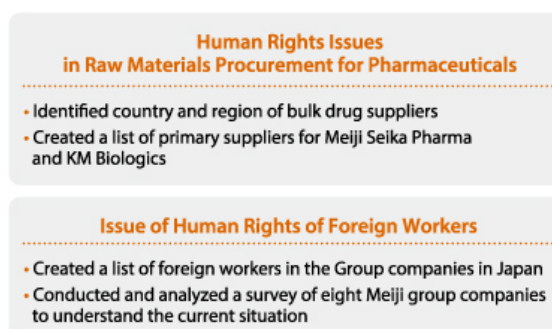 Human Rights Issues
in Raw Materials Procurement for Pharmaceuticals
• Identified country and region of bulk drug suppliers
• Created a list of primary suppliers for Meiji Seika Pharma
and KM Biologics
Issue of Human Rights of Foreign Workers
• Created a list of foreign workers in the Group companies in Japan
• Conducted and analyzed a survey of eight Meiji group companies
to understand the current situation